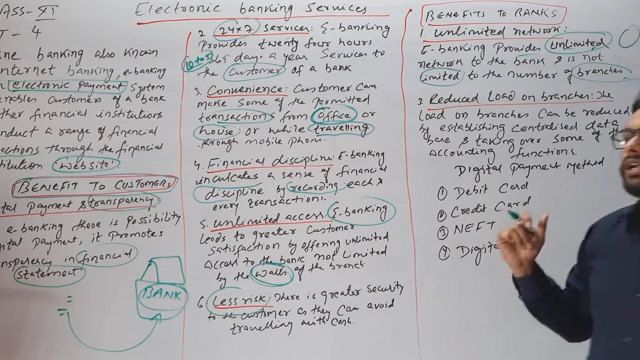 ASS-XI
Electronic banking Services
T-4
ine banking also known
nternet banking, e-banking
electronic payment System
ables customers of a bank
ther financial institutions
nduct a range of financial
actions through the financial
titution website.
BENEFIT TO CUSTOMERS
tal Payment & transparency
e-banking there is possibility
ital payment, it promotes
nsparency in financial
statement
BANK
2. 24x7 Services: E-banking
Provides twenty four hours
365 day: a year Services to
the Customer of a bank
3. Convenience: Customer can
make some of the permitted
transactions from office or
house or while travelling
through mobile phone.
4. Financial discipline: E-banking
inculcates a sense of financial
discipline by recording each &
every transaction.
5. unlimited access: E-banking
leads to greater Customer
Satisfaction by offering unlimited
access to the bank not limited
by the walls of the branch
6. Less risk: There is greater security
to the customer as they can avoid
travelling with cash.
BENEFITS TO BANKS
1. unlimited network:
E-banking Provides unlimited
network to the bank & is not
limited to the number of branches.
2. Reduced Load on branches: The
Load on branches can be reduced
by establishing centralised data
base & taking over some of the
accounting functions.
Digital payment method
① Debit Card
② Credit Card
③ NEFT
④ Digital